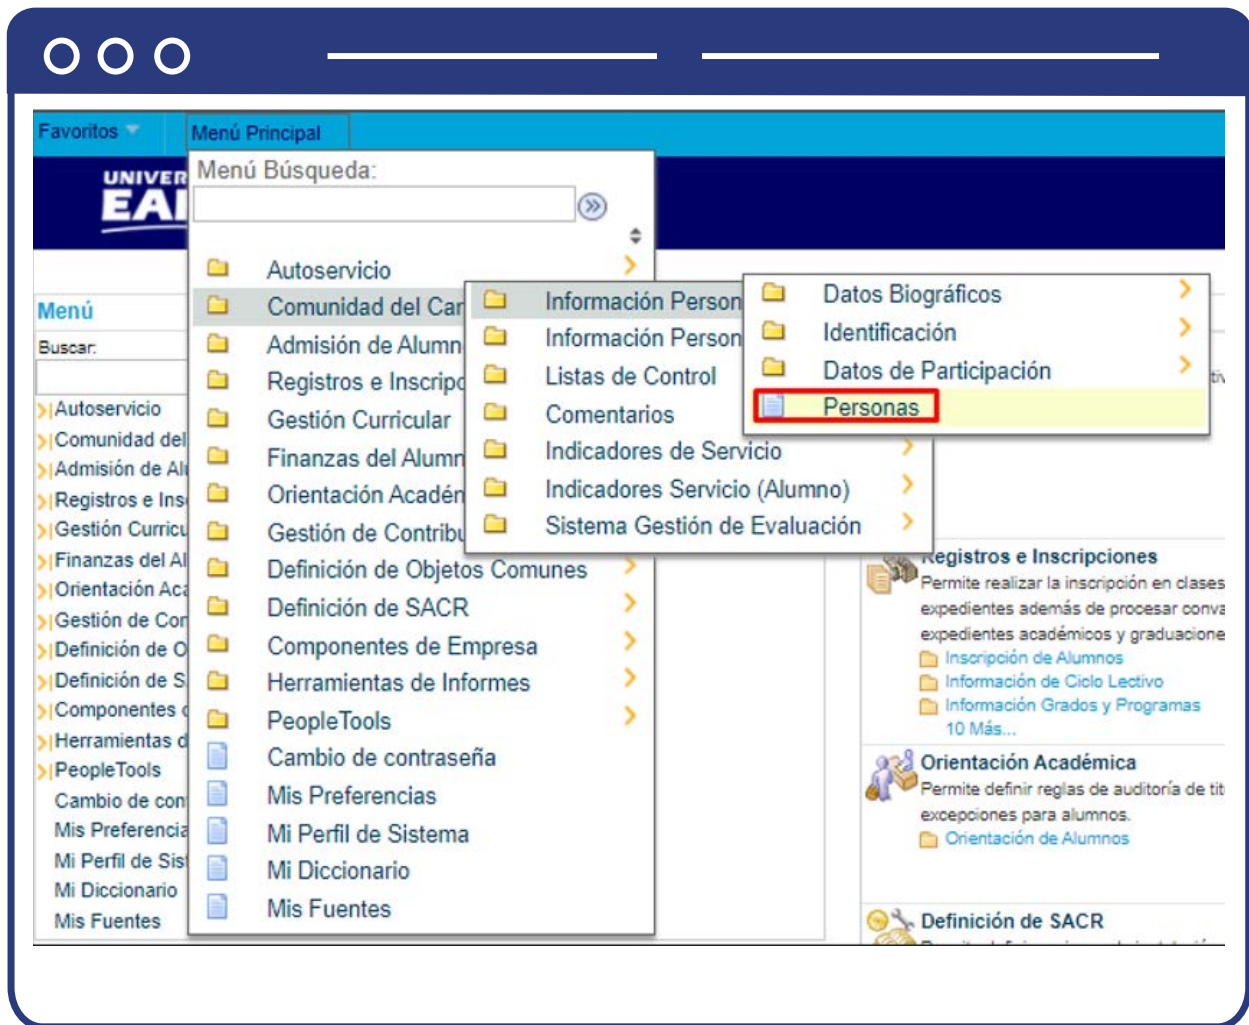 Favoritos
Menú Principal
UNIVER
Menú Búsqueda:
Autoservicio
Comunidad del Car
Admisión de Alumn
Registros e Inscripc
Gestión Curricular
Finanzas del Alumn
Orientación Académ
Gestión de Contribu
Definición de Objetos Comunes
Definición de SACR
Componentes de Empresa
Herramientas de Informes
PeopleTools
Cambio de contraseña
Mis Preferencias
Mi Perfil de Sistema
Mi Diccionario
Mis Fuentes
Información Person
Información Person
Listas de Control
Comentarios
Indicadores de Servicio
Indicadores Servicio (Alumno)
Sistema Gestión de Evaluación
Datos Biográficos
Identificación
Datos de Participación
Personas
Menú
Buscar:
Autoservicio
Comunidad del
Admisión de Alu
Registros e Ins
Gestión Curricu
Finanzas del Al
Orientación Aca
Gestión de Con
Definición de O
Definición de S
Componentes d
Herramientas d
PeopleTools
Cambio de con
Mis Preferencia
Mi Perfil de Sis
Mi Diccionario
Mis Fuentes
Registros e Inscripciones
Permite realizar la inscripción en clases
expedientes además de procesar conva
expedientes académicos y graduacione
Inscripción de Alumnos
Información de Ciclo Lectivo
Información Grados y Programas
10 Más...
Orientación Académica
Permite definir reglas de auditoría de tit
excepciones para alumnos.
Orientación de Alumnos
Definición de SACR